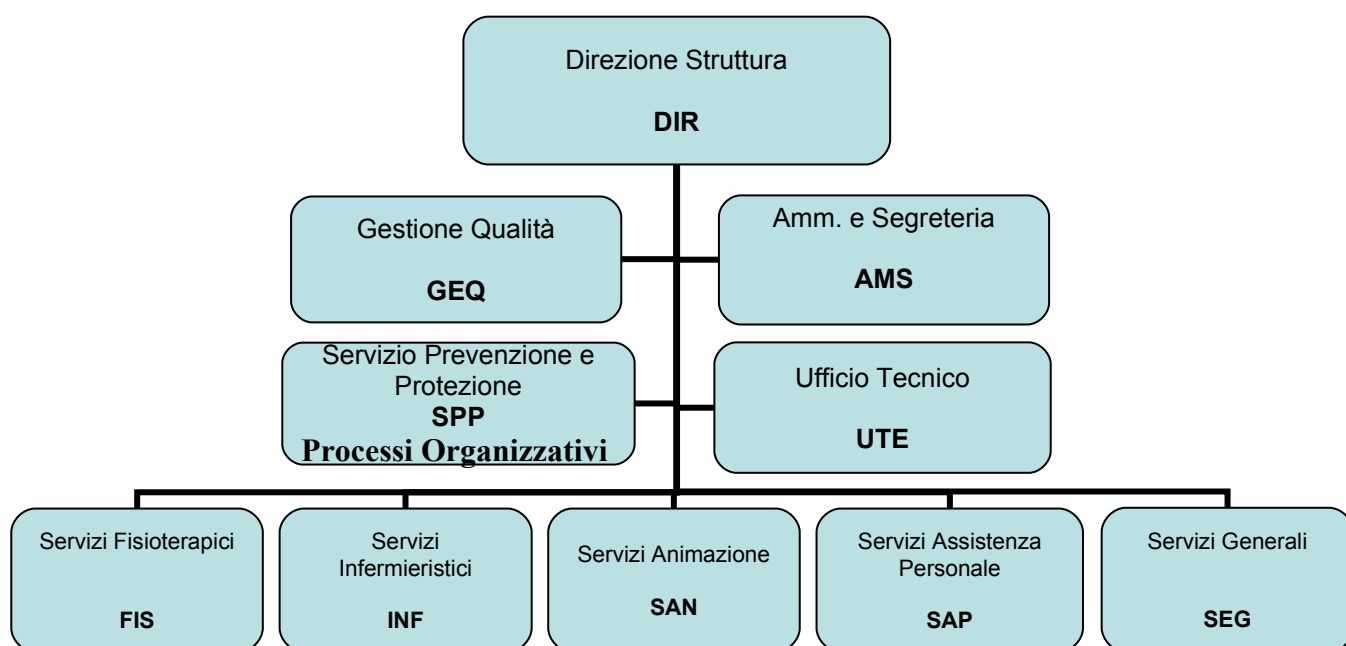 Direzione Struttura
DIR
Gestione Qualità
GEQ
Amm. e Segreteria
AMS
Servizio Prevenzione e
Protezione
SPP
Processi Organizzativi
Ufficio Tecnico
UTE
Servizi Fisioterapici
FIS
Servizi
Infermieristici
INF
Servizi Animazione
SAN
Servizi Assistenza
Personale
SAP
Servizi Generali
SEG